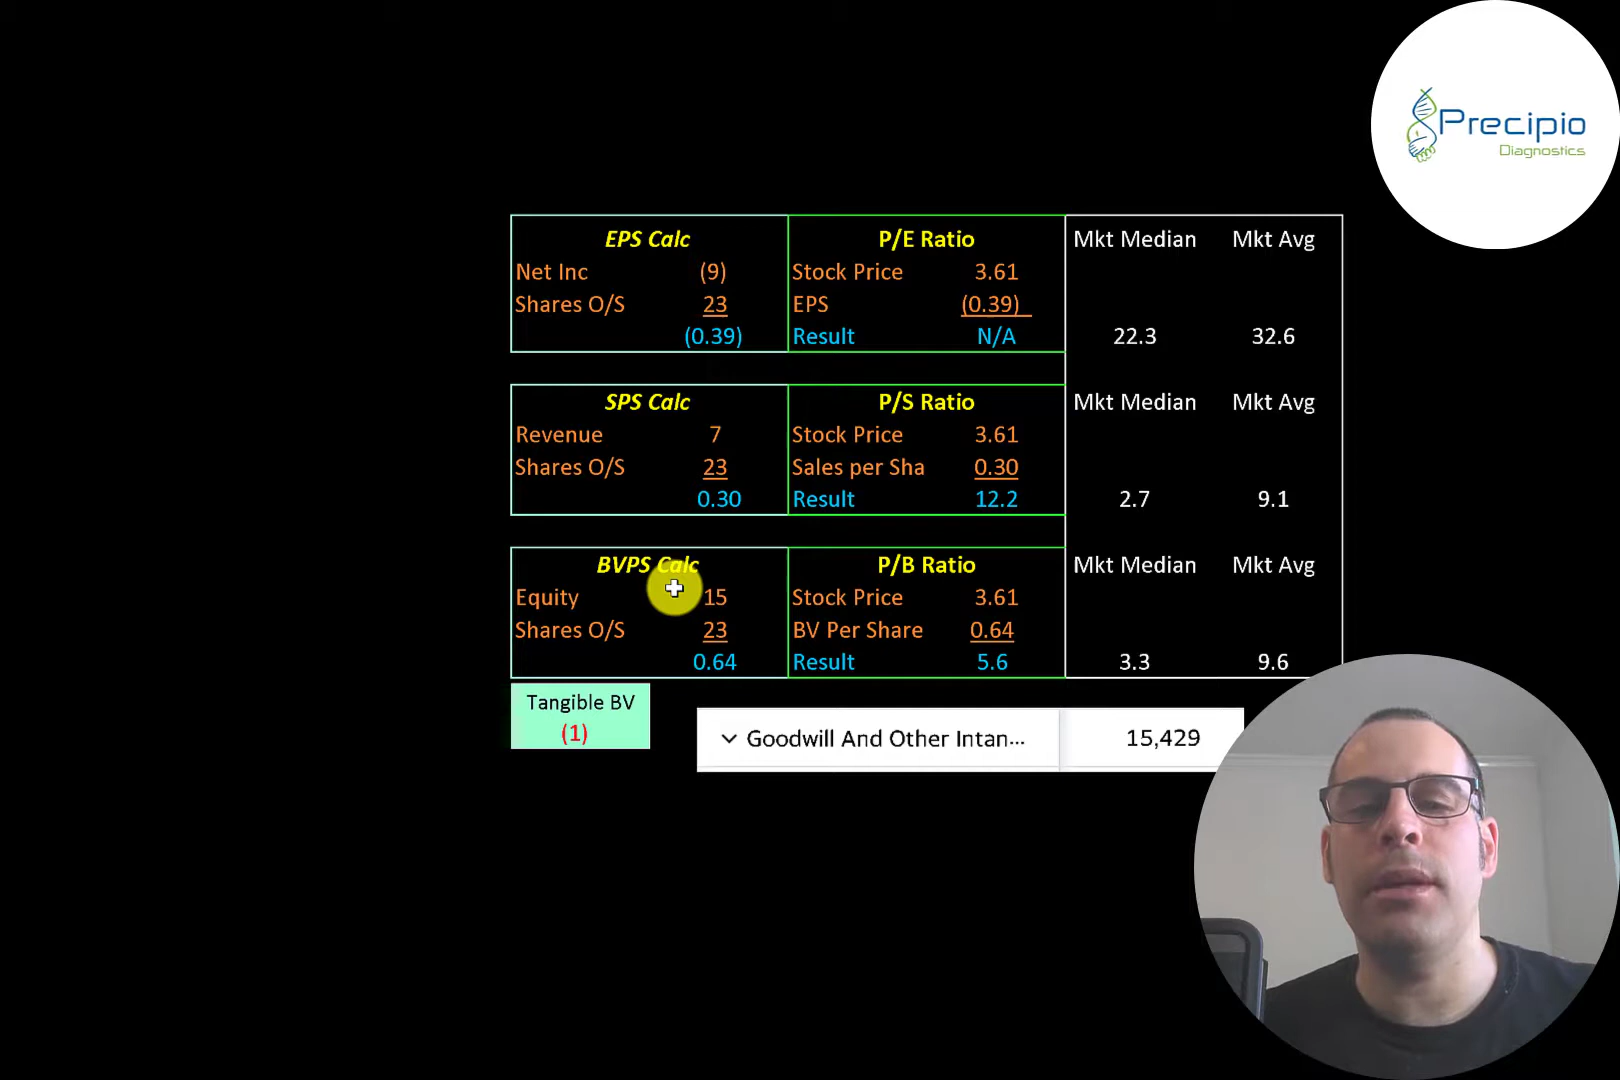 Precipio
Diagnostics
EPS Calc P/E Ratio Mkt Median Mkt Avg
Net Inc (9) Stock Price 3.61
Shares O/S 23 EPS (0.39)
(0.39) Result N/A 22.3 32.6
SPS Calc P/S Ratio Mkt Median Mkt Avg
Revenue 7 Stock Price 3.61
Shares O/S 23 Sales per Sha 0.30
0.30 Result 12.2 2.7 9.1
BVPS Calc P/B Ratio Mkt Median Mkt Avg
Equity 15 Stock Price 3.61
Shares O/S 23 BV Per Share 0.64
0.64 Result 5.6 3.3 9.6
Tangible BV
(1)
Goodwill And Other Intan... 15,429